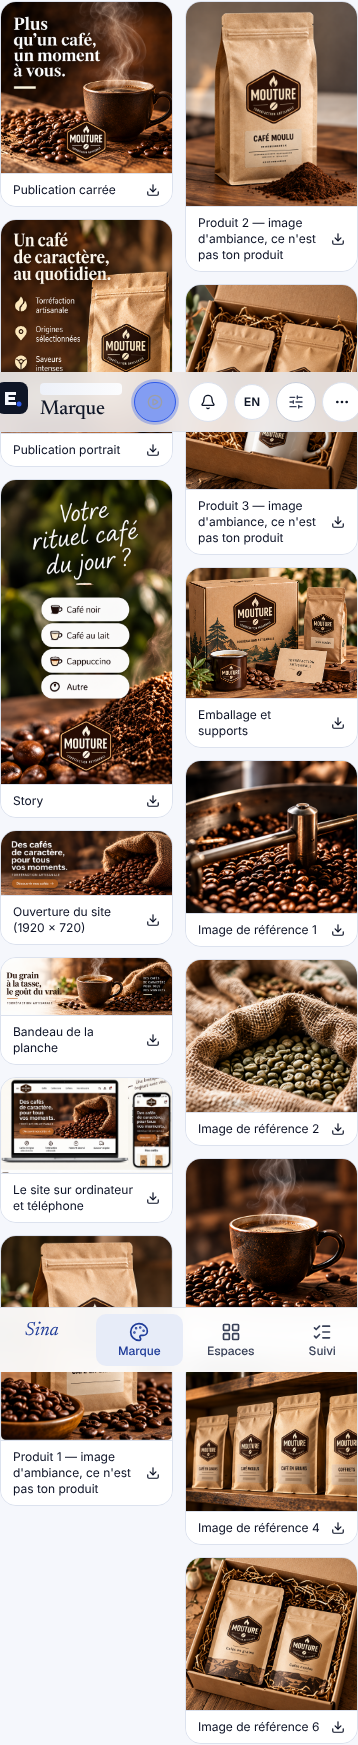 Plus
qu'un café,
un moment
à vous.
MOUTURE
Publication carrée
Un café
de caractère,
au quotidien.
Torréfaction
artisanale
Origines
sélectionnées
Saveurs
intenses
MOUTURE
E.
Marque
EN
Publication portrait
Votre
rituel café
du jour ?
Café noir
Café au lait
Cappuccino
Autre
MOUTURE
Story
Des cafés
de caractère,
pour tous
vos moments.
Ouverture du site
(1920 × 720)
Du grain
à la tasse,
le goût du vrai.
Bandeau de la
planche
Des cafés
de caractère,
pour tous
vos moments.
Le site sur ordinateur
et téléphone
Sina
Marque
Espaces
Suivi
Produit 1 — image
d'ambiance, ce n'est
pas ton produit
MOUTURE
CAFÉ MOULU
Produit 2 — image
d'ambiance, ce n'est
pas ton produit
Produit 3 — image
d'ambiance, ce n'est
pas ton produit
MOUTURE
MOUTURE
MOUTURE
Emballage et
supports
Image de référence 1
Image de référence 2
MOUTURE
MOUTURE
MOUTURE
MOUTURE
Image de référence 4
MOUTURE
MOUTURE
Image de référence 6